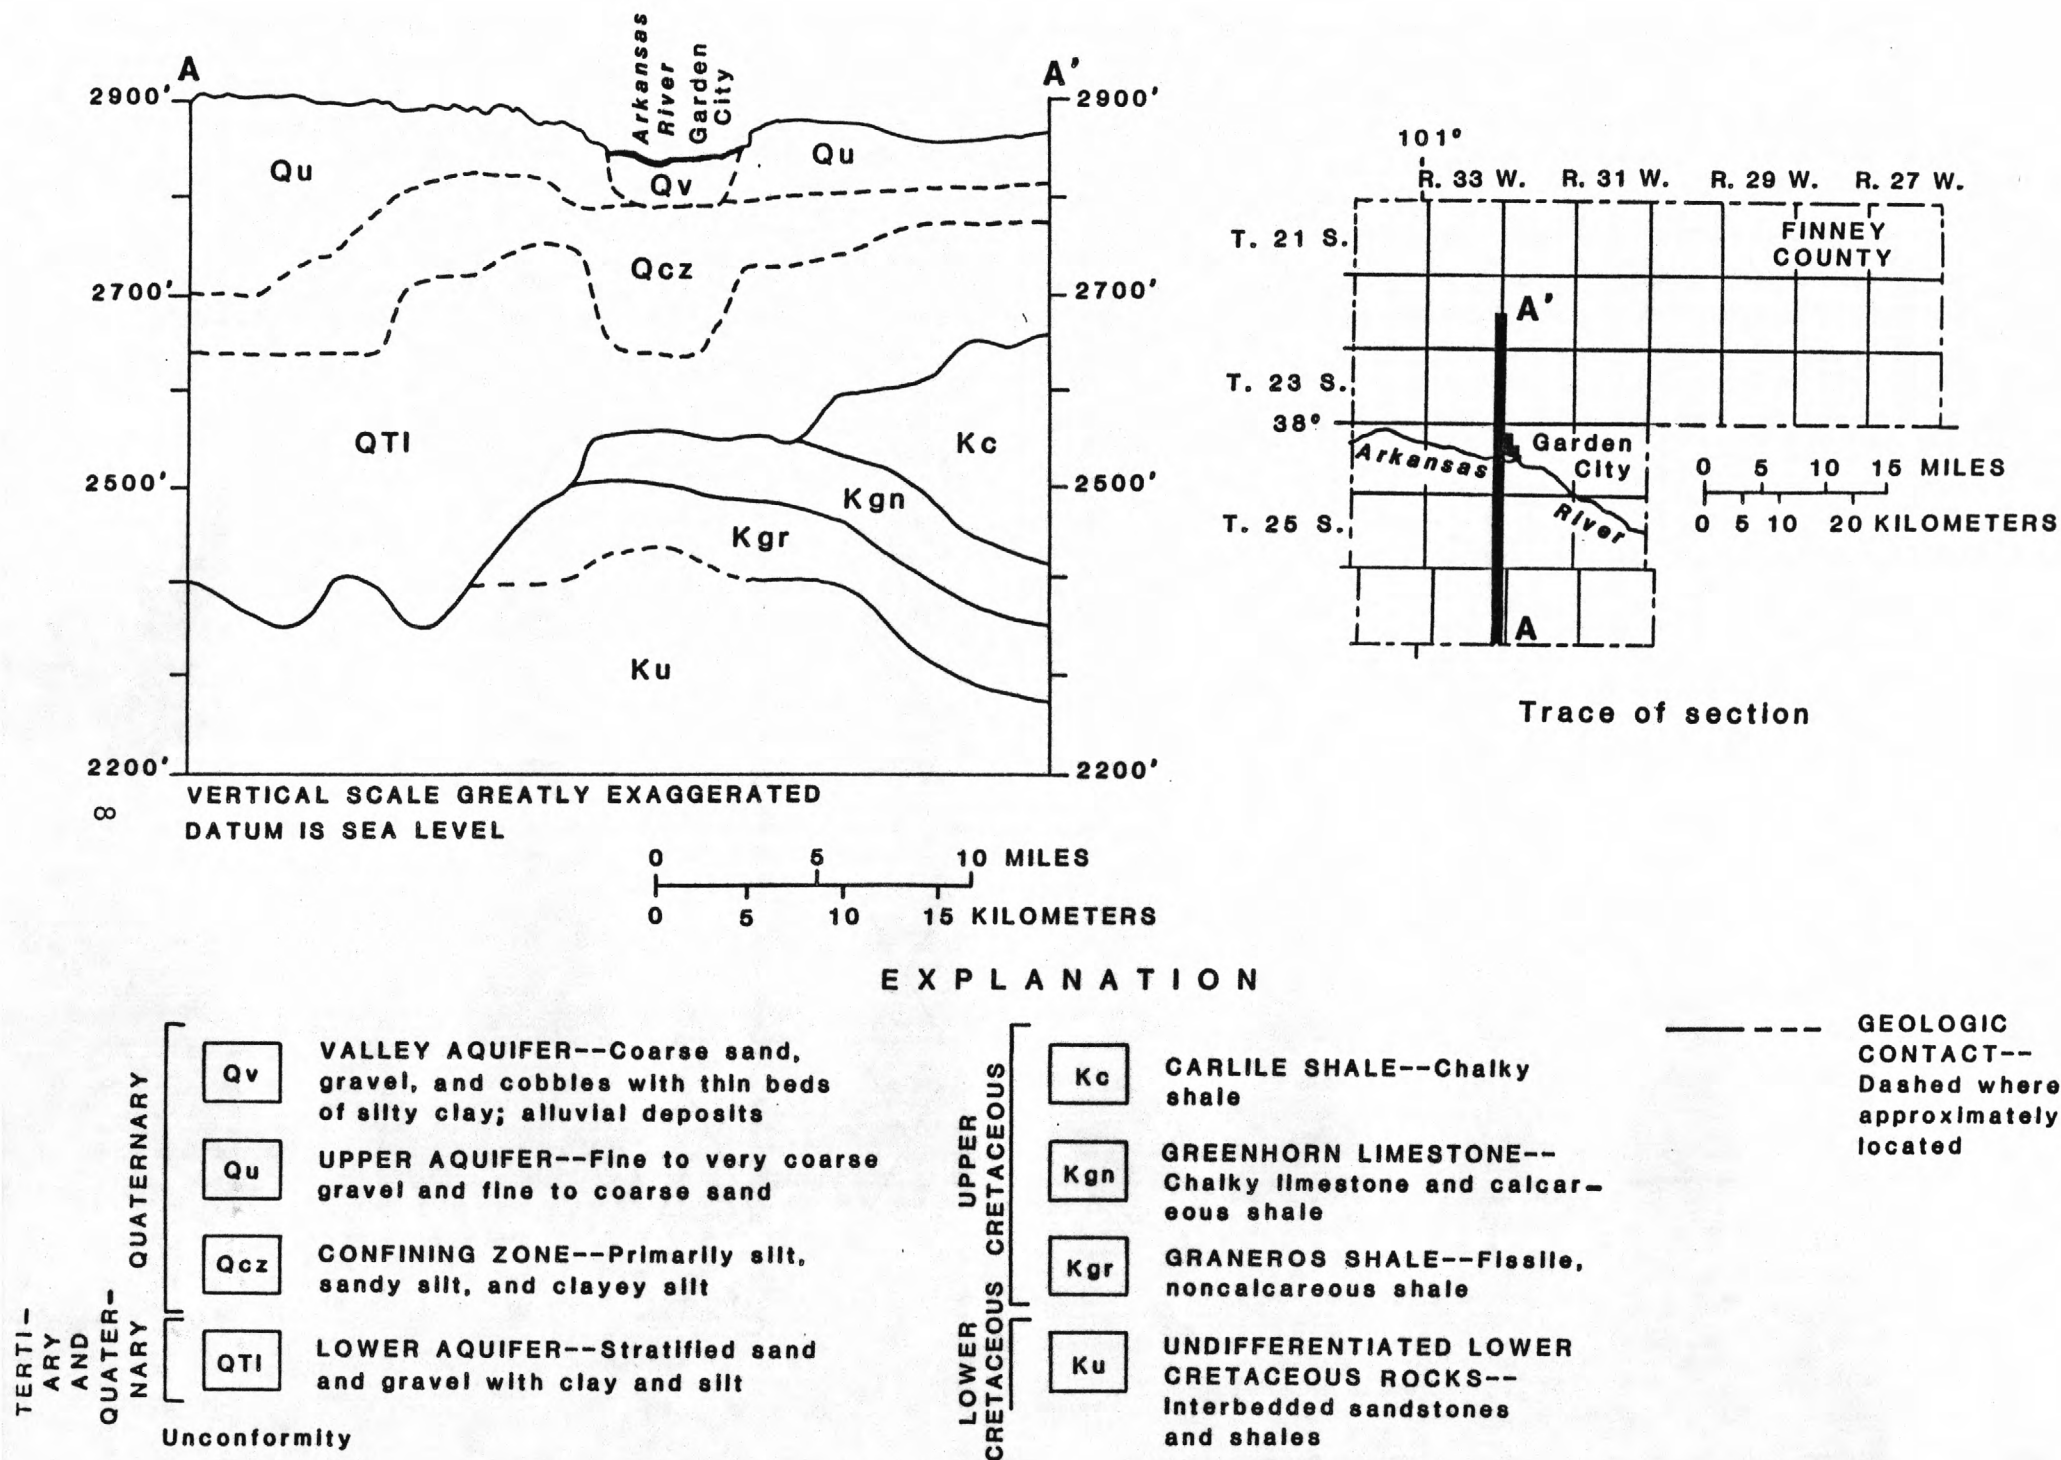 A
A'
Arkansas
River
Garden
City
2900'
2900'
Qu
Qv
Qu
Qcz
2700'
2700'
QTl
Kc
2500'
2500'
Kgn
Kgr
Ku
2200'
2200'
VERTICAL SCALE GREATLY EXAGGERATED
DATUM IS SEA LEVEL
8
0 5 10 MILES
0 5 10 15 KILOMETERS
101°
R. 33 W. R. 31 W. R. 29 W. R. 27 W.
T. 21 S.
FINNEY
COUNTY
A'
T. 23 S.
38°
Arkansas
Garden
City
River
T. 25 S.
A
0 5 10 15 MILES
0 5 10 20 KILOMETERS
Trace of section
EXPLANATION
QUATERNARY
Qv
VALLEY AQUIFER--Coarse sand,
gravel, and cobbles with thin beds
of silty clay; alluvial deposits
Qu
UPPER AQUIFER--Fine to very coarse
gravel and fine to coarse sand
Qcz
CONFINING ZONE--Primarily silt,
sandy silt, and clayey silt
TERTI-
ARY
AND
QUATER-
NARY
QTl
LOWER AQUIFER--Stratified sand
and gravel with clay and silt
Unconformity
UPPER
CRETACEOUS
Kc
CARLILE SHALE--Chalky
shale
Kgn
GREENHORN LIMESTONE--
Chalky limestone and calcar-
eous shale
Kgr
GRANEROS SHALE--Fissile,
noncalcareous shale
LOWER
CRETACEOUS
Ku
UNDIFFERENTIATED LOWER
CRETACEOUS ROCKS--
Interbedded sandstones
and shales
GEOLOGIC
CONTACT--
Dashed where
approximately
located